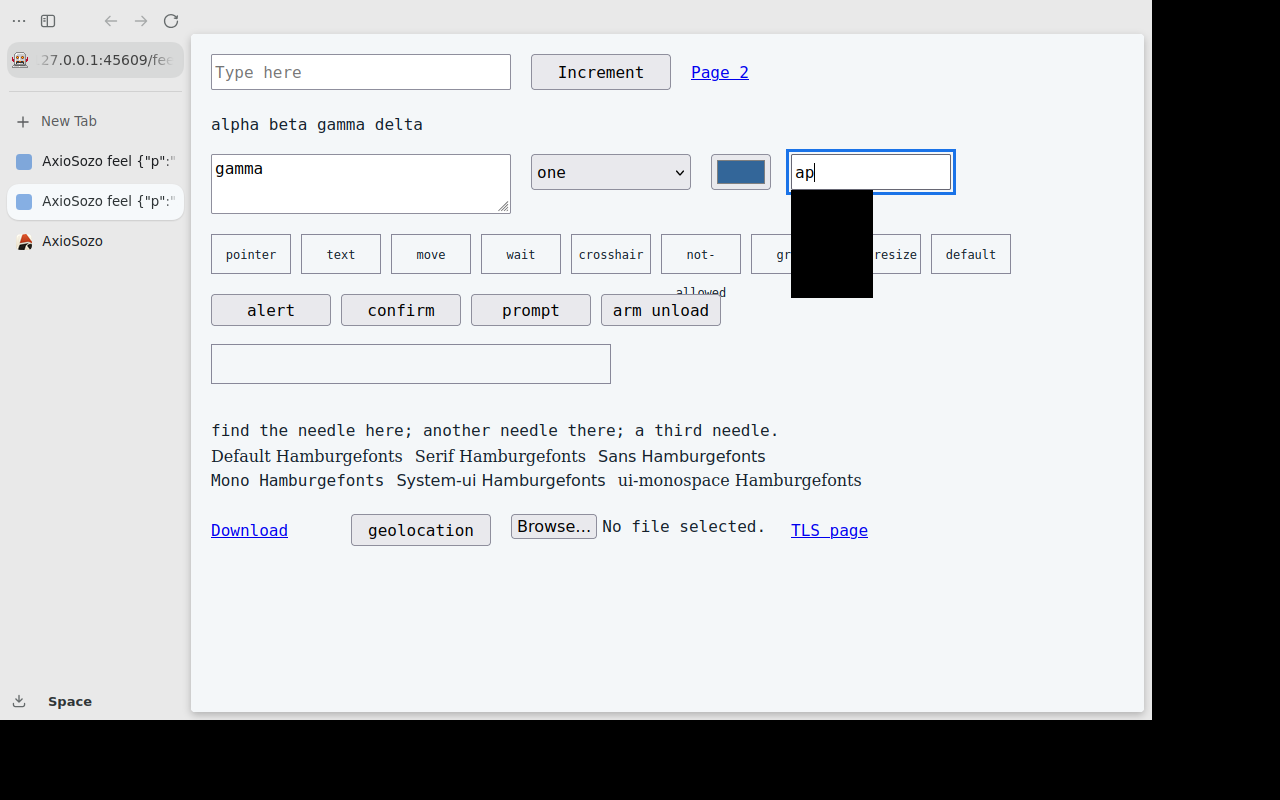 27.0.0.1:45609/fee
New Tab
AxioSozo feel {"p":"
AxioSozo feel {"p":"
AxioSozo
Space
Type here
Increment
Page 2
alpha beta gamma delta
gamma
one
ap
pointer
text
move
wait
crosshair
not-allowed
gr
resize
default
alert
confirm
prompt
arm unload
find the needle here; another needle there; a third needle.
Default Hamburgefonts Serif Hamburgefonts Sans Hamburgefonts
Mono Hamburgefonts System-ui Hamburgefonts ui-monospace Hamburgefonts
Download
geolocation
Browse... No file selected.
TLS page